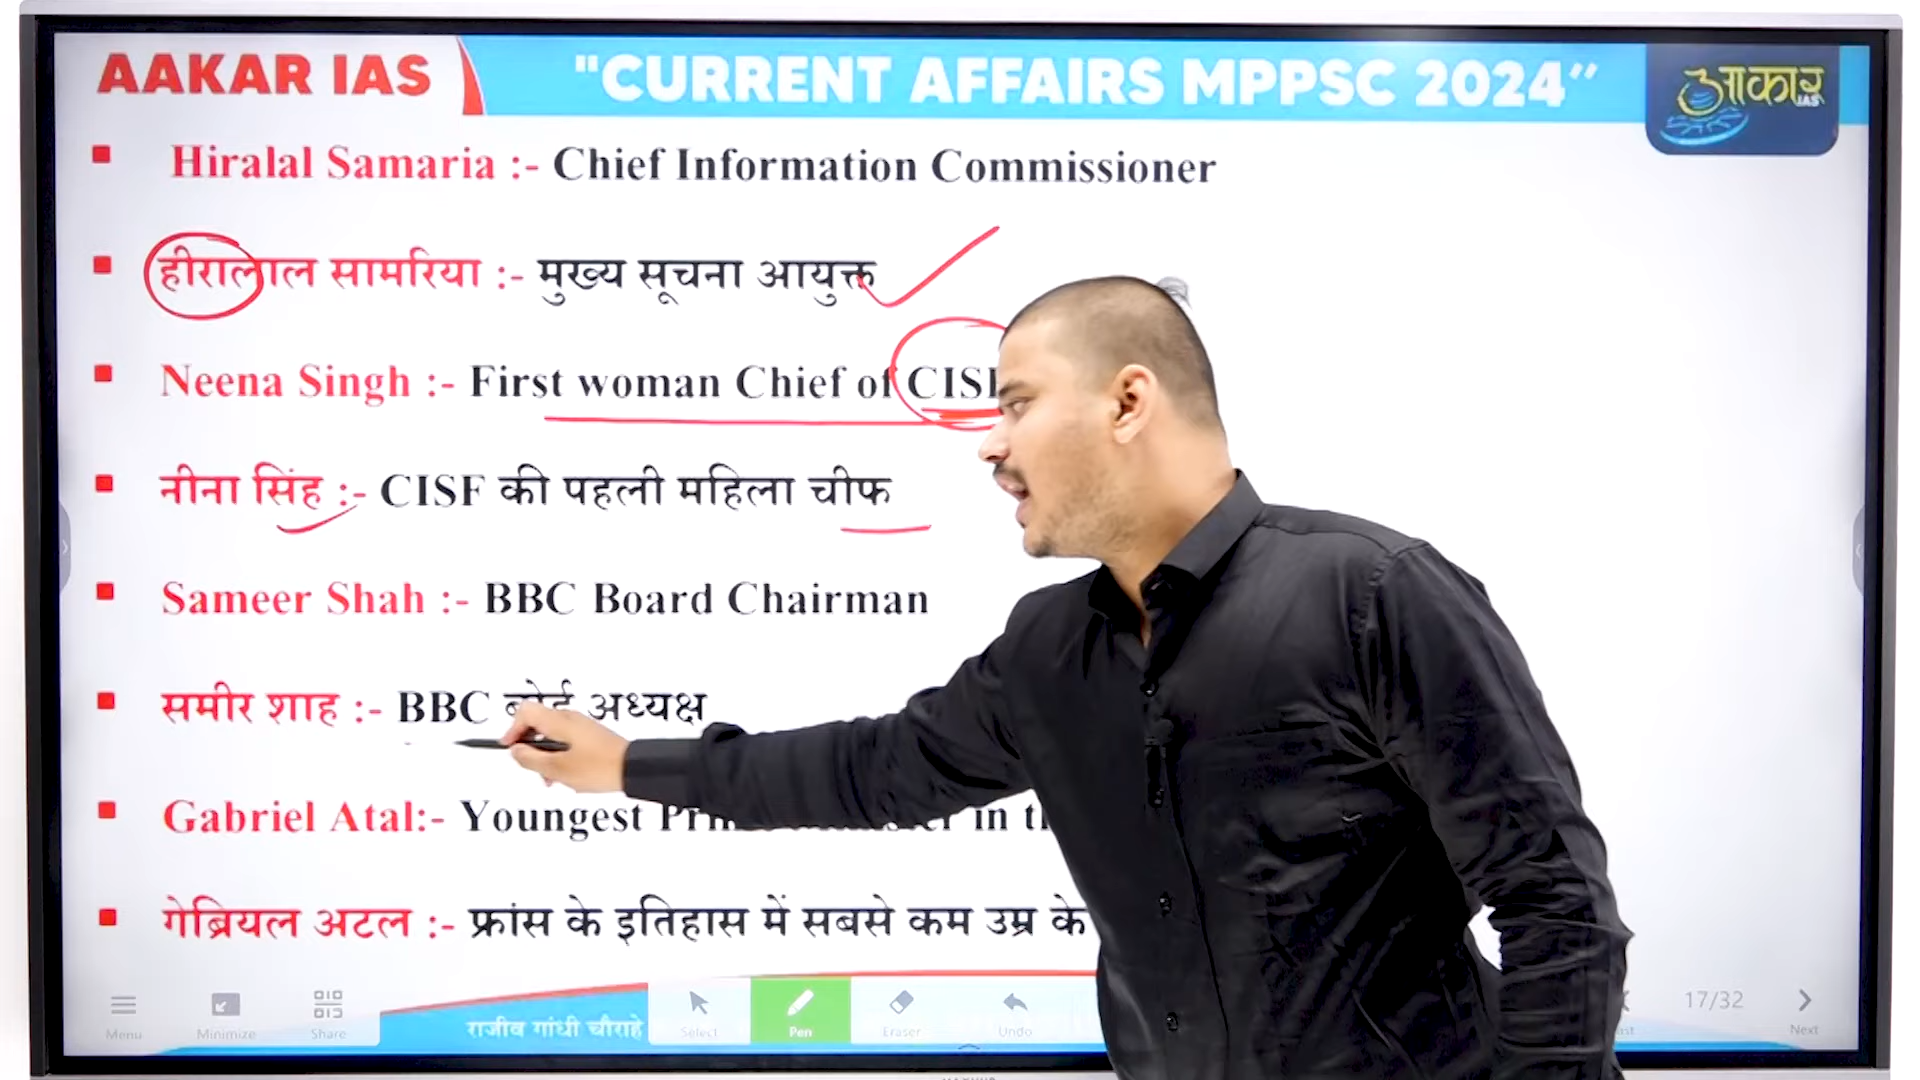 AAKAR IAS
"CURRENT AFFAIRS MPPSC 2024"
आकार
IAS
Hiralal Samaria :- Chief Information Commissioner
हीरालाल सामरिया :- मुख्य सूचना आयुक्त
Neena Singh :- First woman Chief of
नीना सिंह :- CISF की पहली महिला चीफ
Sameer Shah :- BBC Board Chairman
समीर शाह :- BBC बोर्ड अध्यक्ष
Gabriel Atal:- Youngest in
गेब्रियल अटल :- फ्रांस के इतिहास में सबसे कम उम्र के
Menu
Minimize
Share
राजीव गांधी चौराहे
Select
Pen
Eraser
Undo
17/32
Next